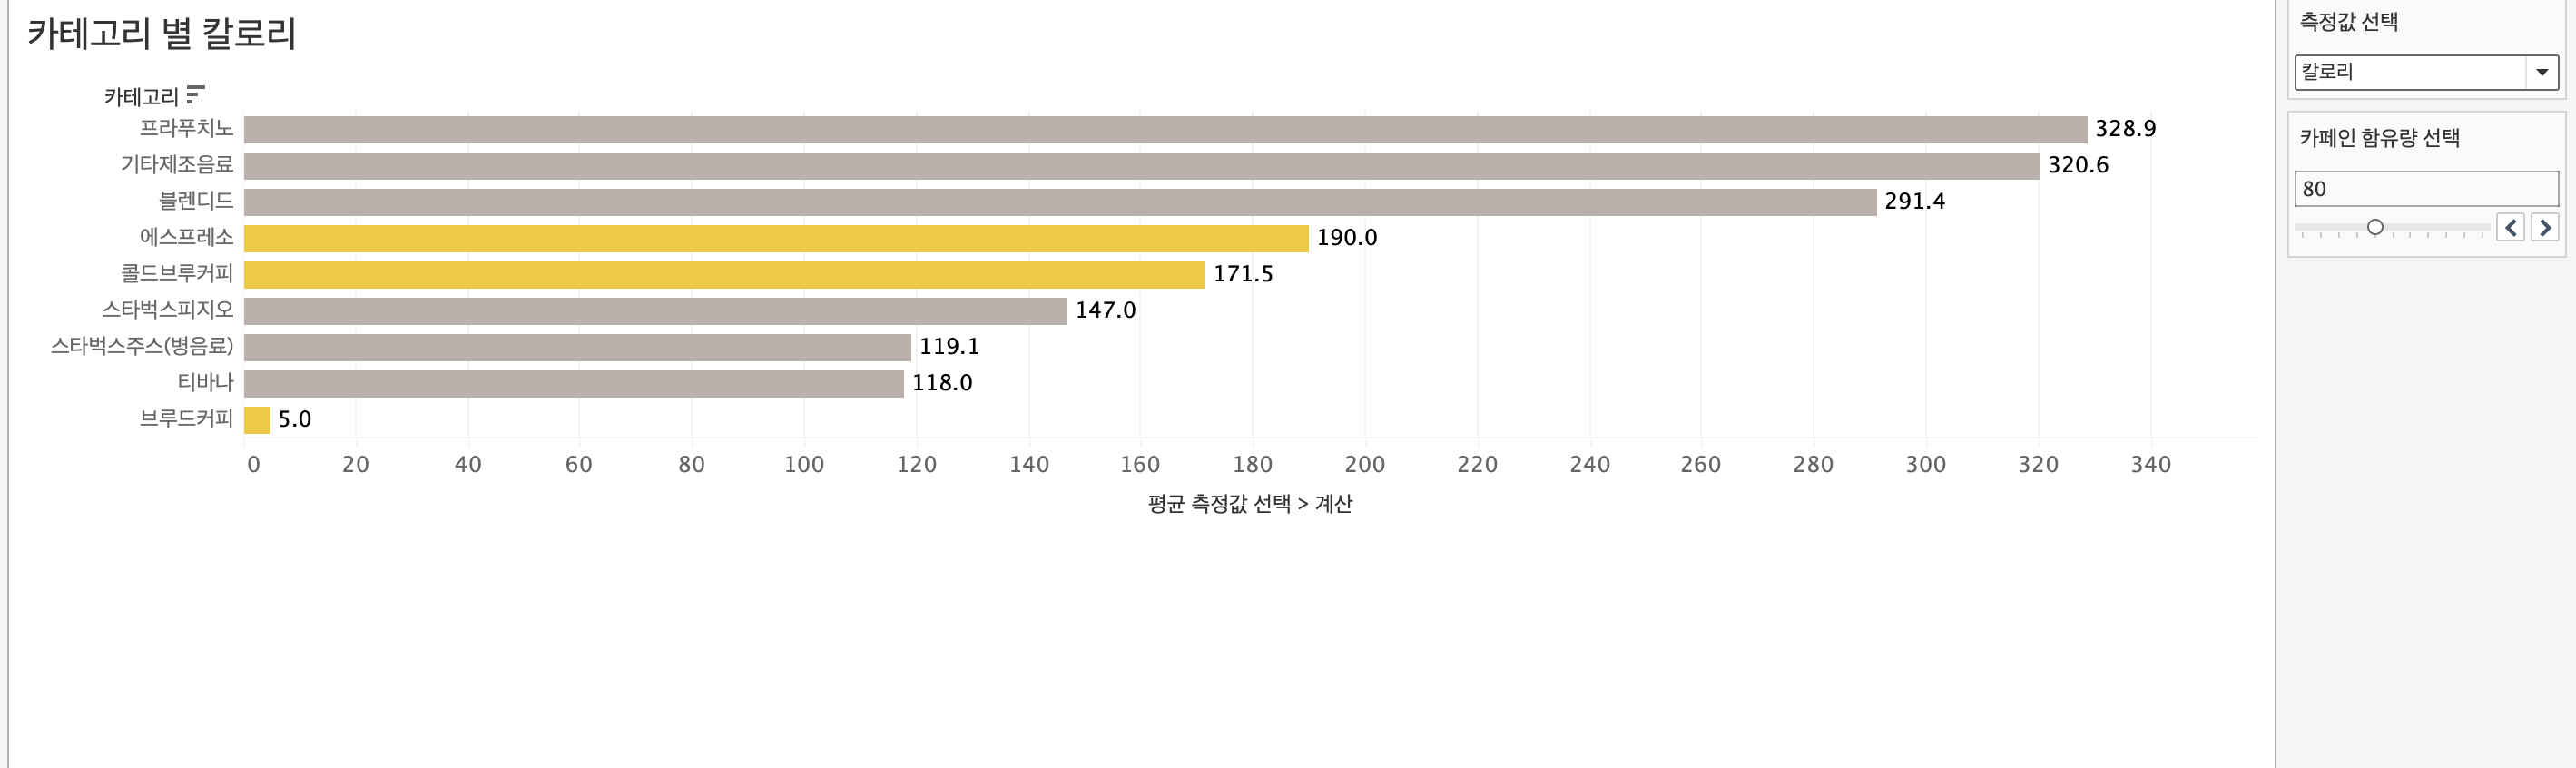 카테고리 별 칼로리
카테고리
프라푸치노 328.9
기타제조음료 320.6
블렌디드 291.4
에스프레소 190.0
콜드브루커피 171.5
스타벅스피지오 147.0
스타벅스주스(병음료) 119.1
티바나 118.0
브루드커피 5.0
0 20 40 60 80 100 120 140 160 180 200 220 240 260 280 300 320 340
평균 측정값 선택 > 계산
측정값 선택
칼로리
카페인 함유량 선택
80